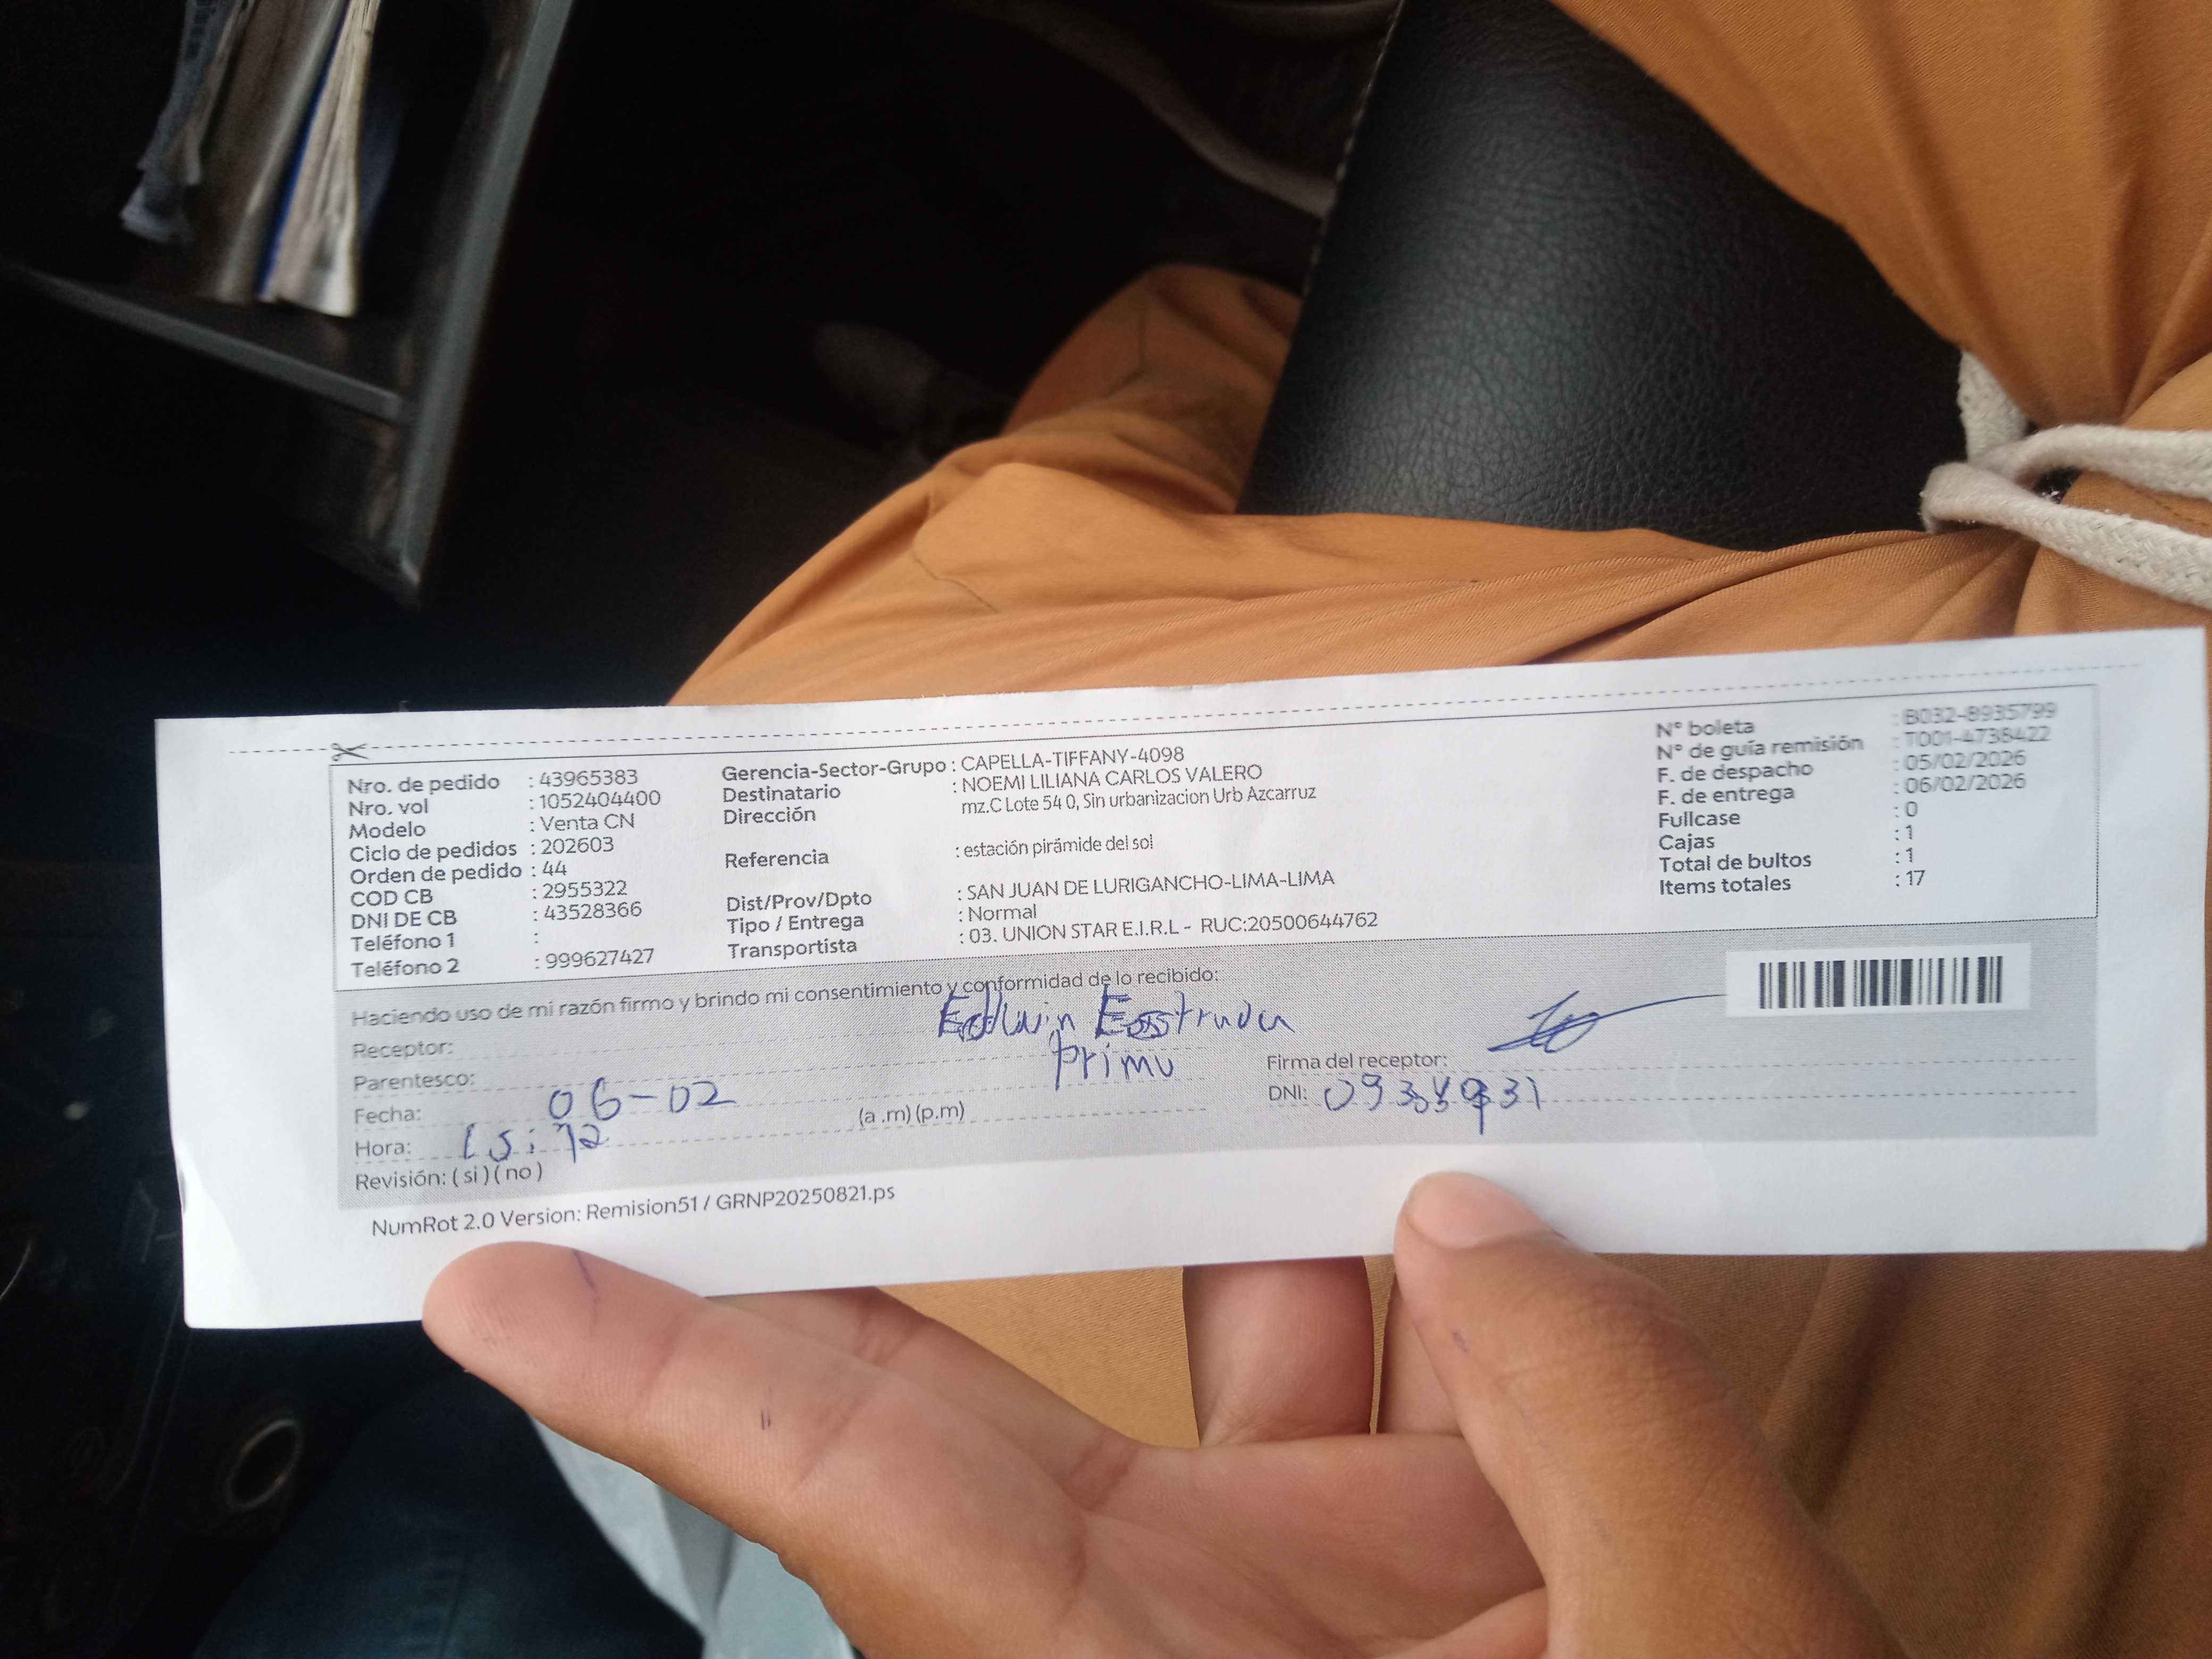 Nro. de pedido : 43965383
Nro. vol : 1052404400
Modelo : Venta CN
Ciclo de pedidos : 202603
Orden de pedido : 44
COD CB : 2955322
DNI DE CB : 43528366
Teléfono 1 :
Teléfono 2 : 999627427
Gerencia-Sector-Grupo : CAPELLA-TIFFANY-4098
Destinatario : NOEMI LILIANA CARLOS VALERO
Dirección mz.C Lote 54 0, Sin urbanizacion Urb Azcarruz
Referencia : estación pirámide del sol
Dist/Prov/Dpto : SAN JUAN DE LURIGANCHO-LIMA-LIMA
Tipo / Entrega : Normal
Transportista : 03. UNION STAR E.I.R.L - RUC:20500644762
N° boleta : B032-8935799
N° de guía remisión : T001-4738422
F. de despacho : 05/02/2026
F. de entrega : 06/02/2026
Fullcase : 0
Cajas : 1
Total de bultos : 1
Items totales : 17
Haciendo uso de mi razón firmo y brindo mi consentimiento y conformidad de lo recibido:
Receptor: Edwin Estrada
Parentesco: Primo
Fecha: 06-02
Hora: (a .m) (p.m)
Revisión: ( si ) ( no )
Firma del receptor:
DNI:
NumRot 2.0 Version: Remision51 / GRNP20250821.ps